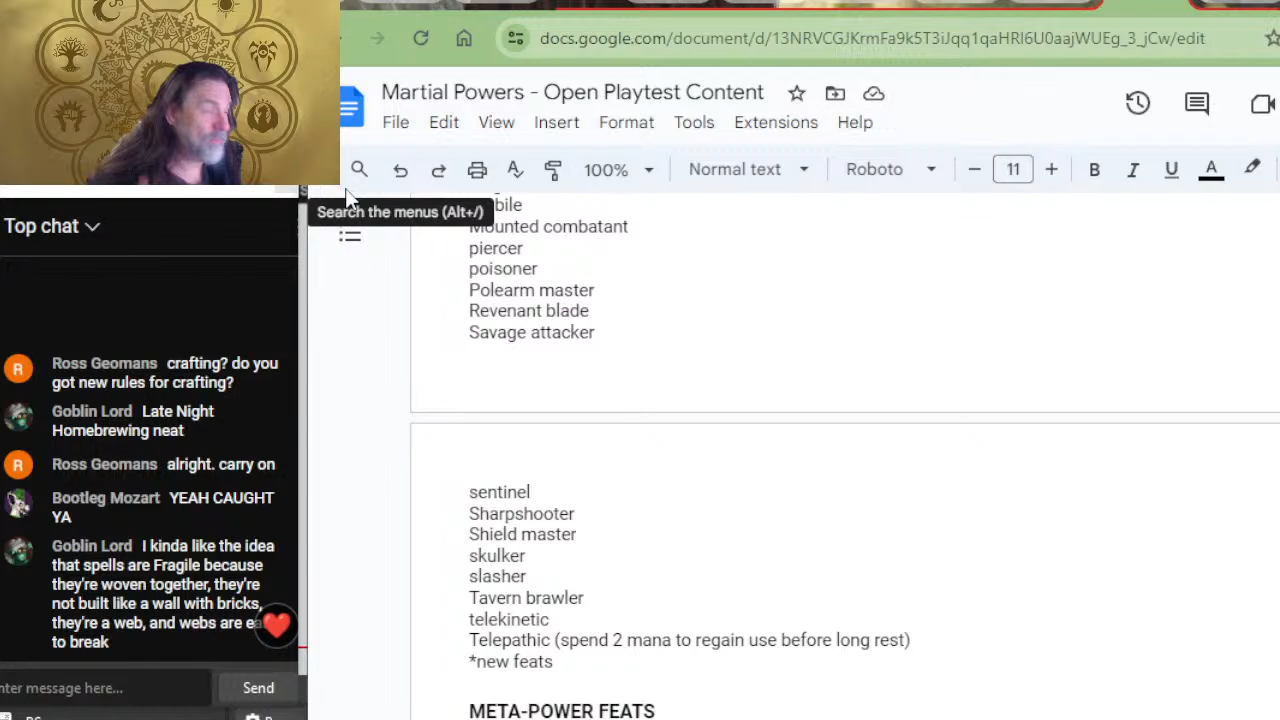 docs.google.com/document/d/13NRVCGJKrmFa9k5T3iJqq1qaHRl6U0aajWUEg_3_jCw/edit
Martial Powers - Open Playtest Content
File Edit View Insert Format Tools Extensions Help
100% Normal text Roboto 11 B I U A
Search the menus (Alt+/)
Mounted combatant
piercer
poisoner
Polearm master
Revenant blade
Savage attacker
sentinel
Sharpshooter
Shield master
skulker
slasher
Tavern brawler
telekinetic
Telepathic (spend 2 mana to regain use before long rest)
*new feats
META-POWER FEATS
Top chat
R
Ross Geomans crafting? do you
got new rules for crafting?
Goblin Lord Late Night
Homebrewing neat
R
Ross Geomans alright. carry on
Bootleg Mozart YEAH CAUGHT
YA
Goblin Lord I kinda like the idea
that spells are Fragile because
they're woven together, they're
not built like a wall with bricks,
they're a web, and webs are
to break
message here...
Send